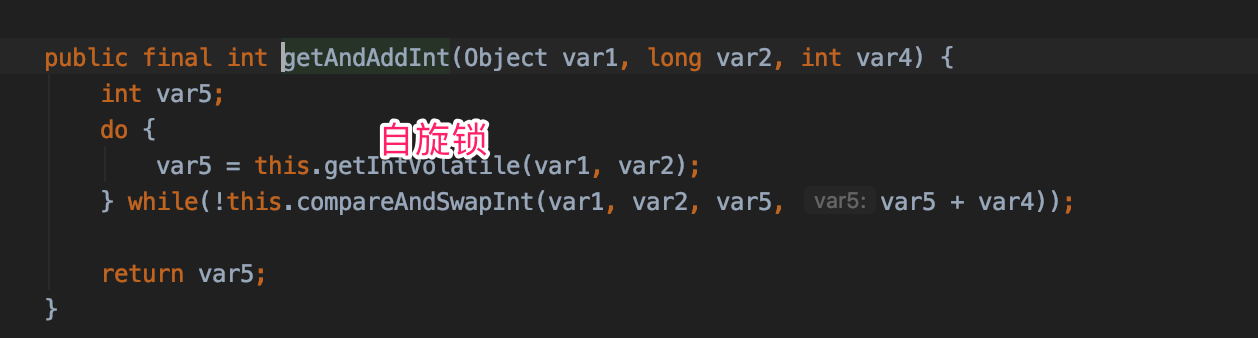 public final int getAndAddInt(Object var1, long var2, int var4) {
int var5;
do {
自旋锁
var5 = this.getIntVolatile(var1, var2);
} while(!this.compareAndSwapInt(var1, var2, var5, var5: var5 + var4));
return var5;
}